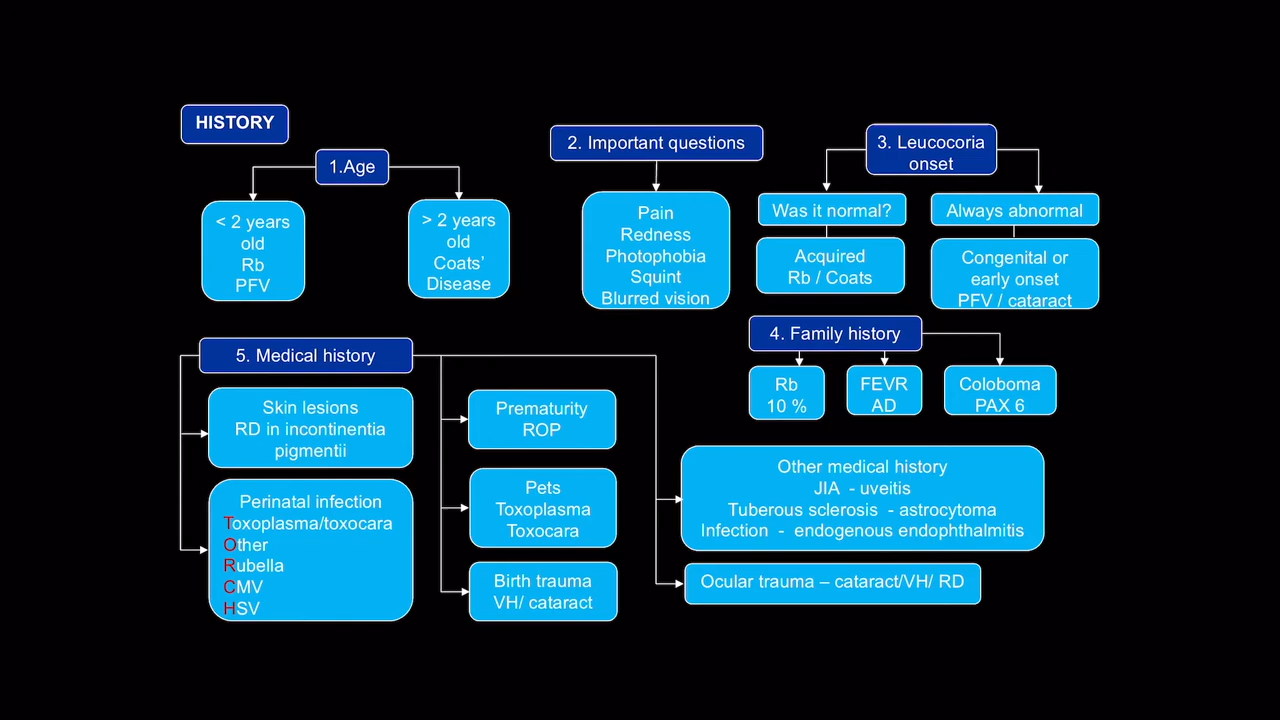 HISTORY
1.Age
< 2 years
old
Rb
PFV
> 2 years
old
Coats'
Disease
2. Important questions
Pain
Redness
Photophobia
Squint
Blurred vision
3. Leucocoria
onset
Was it normal?
Acquired
Rb / Coats
Always abnormal
Congenital or
early onset
PFV / cataract
4. Family history
Rb
10 %
FEVR
AD
Coloboma
PAX 6
5. Medical history
Skin lesions
RD in incontinentia
pigmentii
Perinatal infection
Toxoplasma/toxocara
Other
Rubella
CMV
HSV
Prematurity
ROP
Pets
Toxoplasma
Toxocara
Birth trauma
VH/ cataract
Other medical history
JIA - uveitis
Tuberous sclerosis - astrocytoma
Infection - endogenous endophthalmitis
Ocular trauma – cataract/VH/ RD